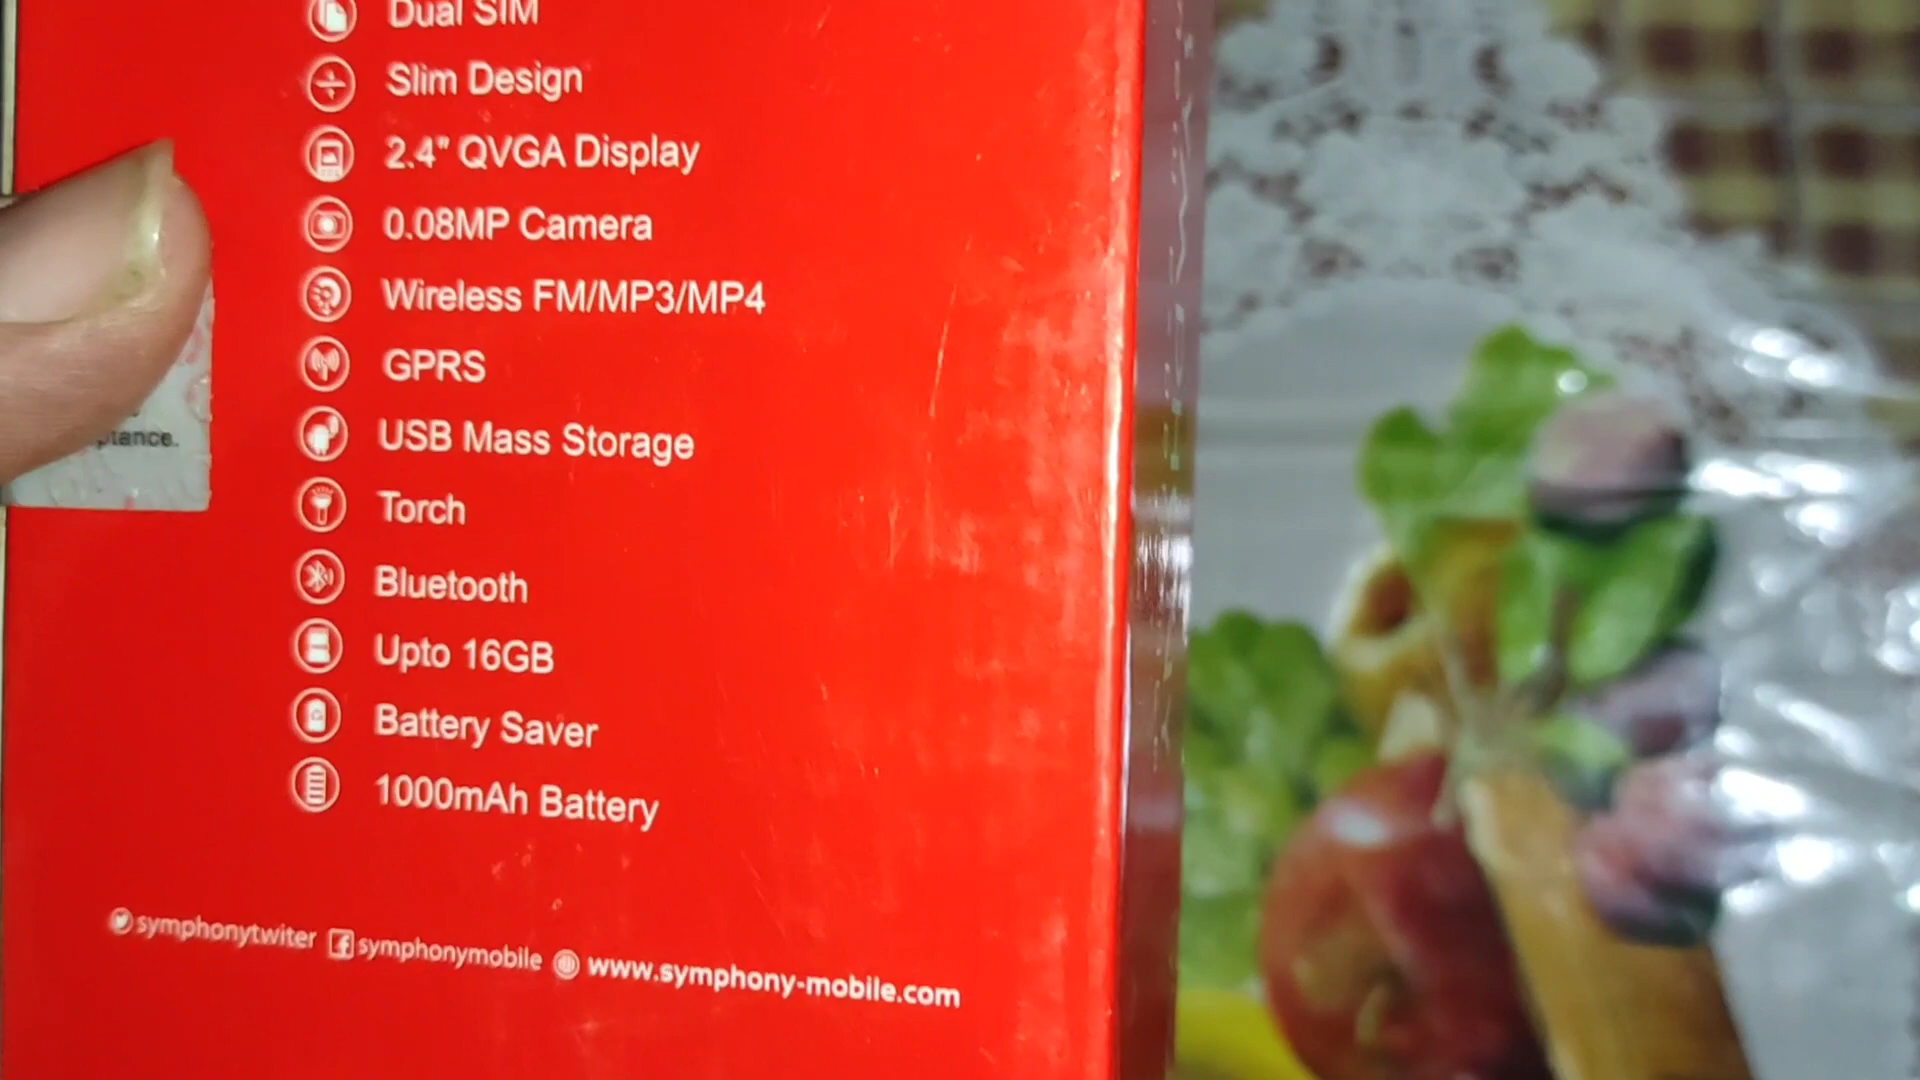 Dual SIM
Slim Design
2.4" QVGA Display
0.08MP Camera
Wireless FM/MP3/MP4
GPRS
ptance.
USB Mass Storage
Torch
Bluetooth
Upto 16GB
Battery Saver
1000mAh Battery
symphonytwiter symphonymobile www.symphony-mobile.com